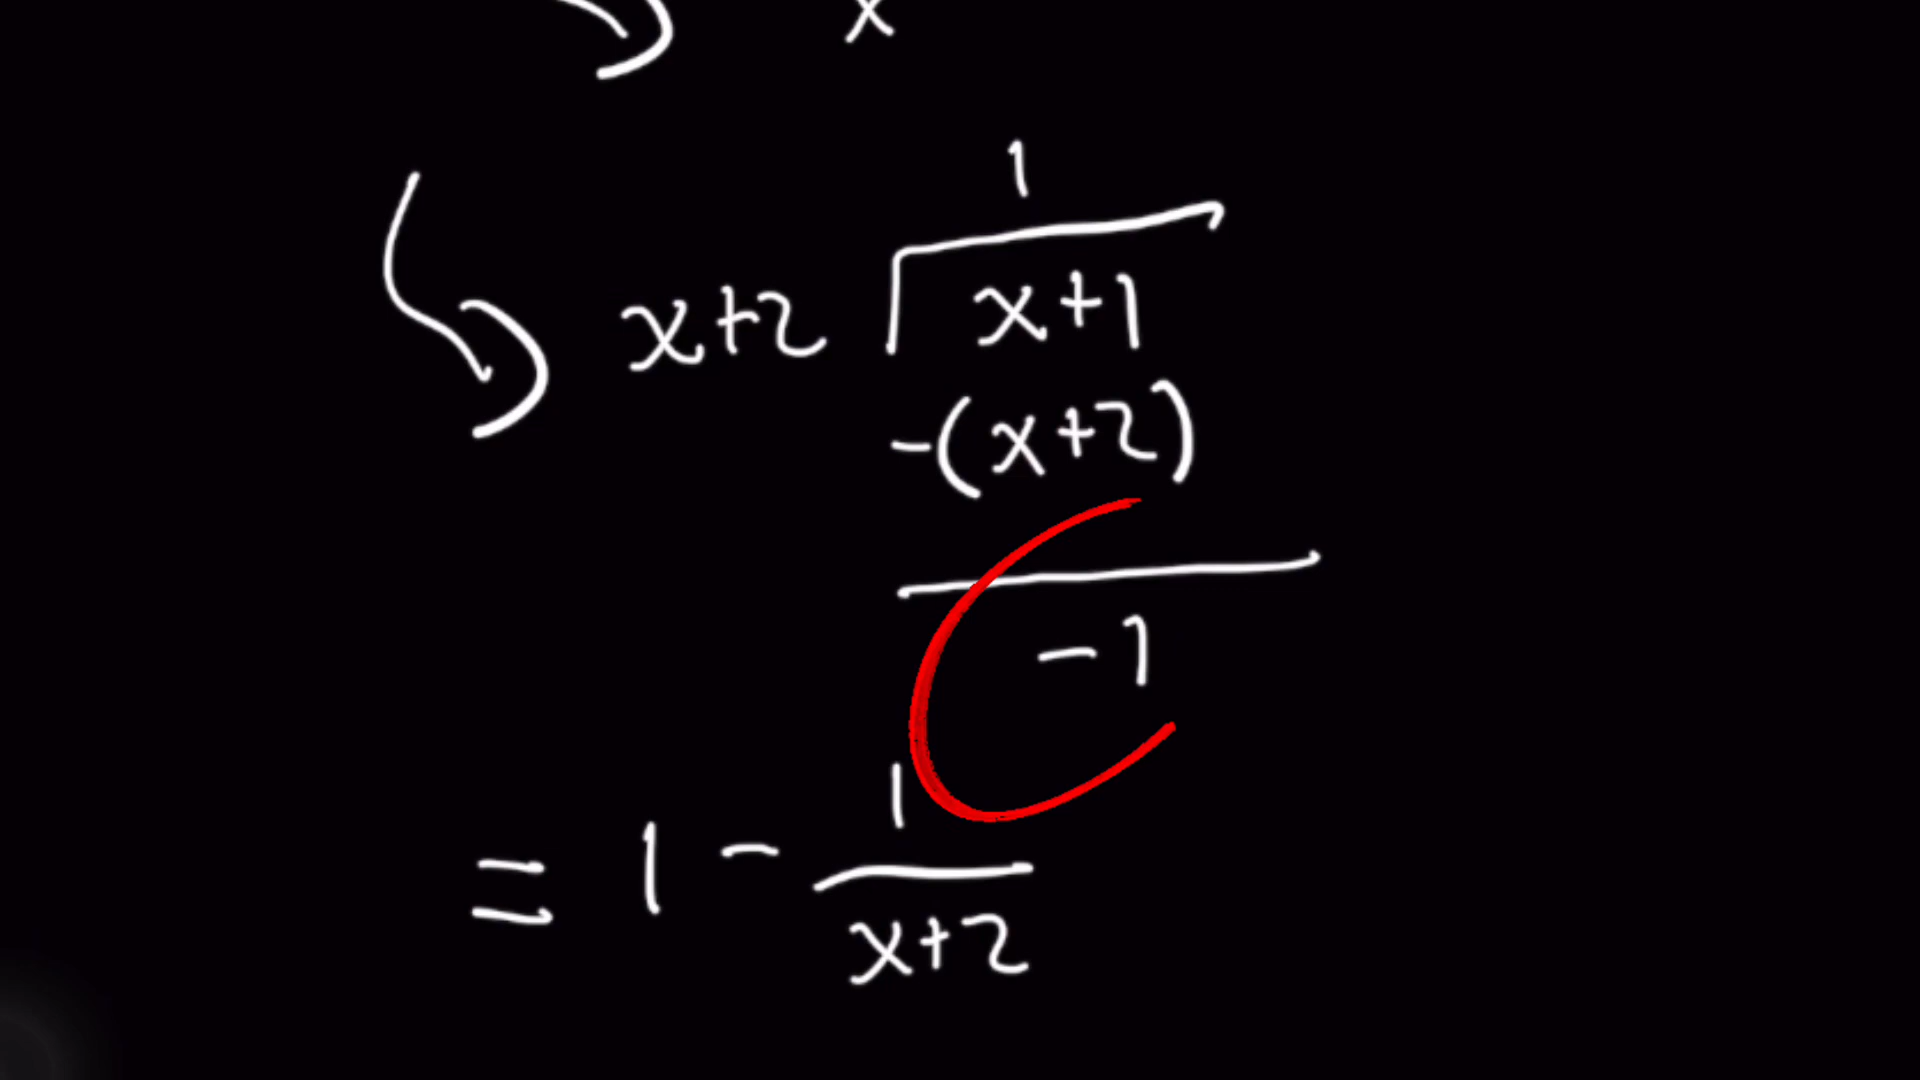 x
1
x+2 x+1
-(x+2)
-1
= 1 - 1
x+2